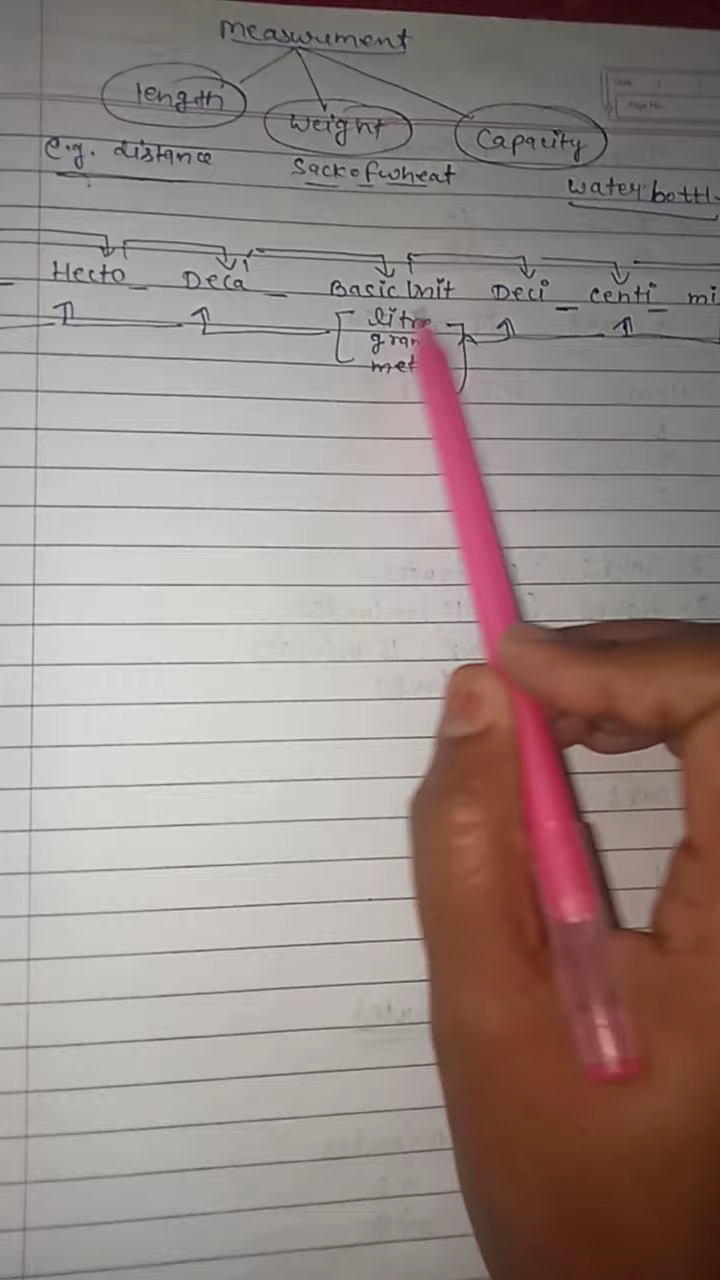 measurement
length weight Capacity
e.g. distance Sack of wheat water bottl
Hecto Deca Basic Unit Deci centi mi
litre
gram
met